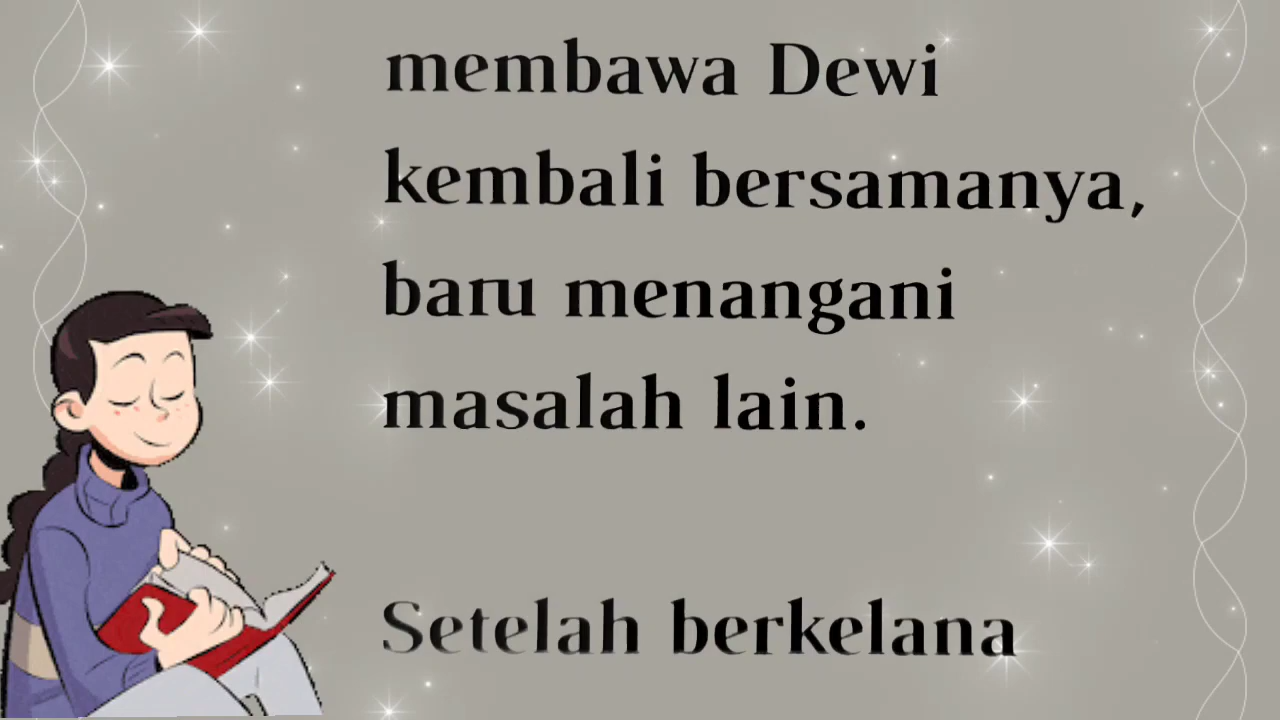 membawa Dewi
kembali bersamanya,
baru menangani
masalah lain.
Setelah berkelana